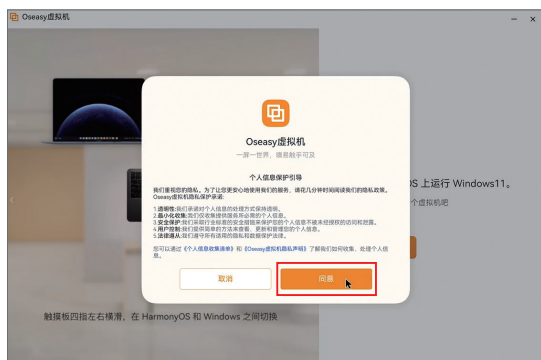 Oseasy虚拟机
Oseasy虚拟机
一屏一世界，随易触手可及
个人信息保护引导
我们重视您的隐私。为了让您更安心地使用我们的服务，请花几分钟时间阅读我们的隐私政策。
Oseasy虚拟机隐私保护承诺:
1.透明性:我们承诺对个人信息的处理方式保持透明。
2.最小化收集:我们仅收集提供服务所必需的个人信息。
3.安全保护:我们采取行业标准的安全措施来保护您的个人信息不被未经授权的访问和泄露。
4.用户控制:我们提供简单的方法来查看、更新和管理您的个人信息。
5.法律遵从:我们遵守所有适用的隐私和数据保护法律。
您可以通过《个人信息收集清单》和《Oseasy虚拟机隐私声明》了解我们如何收集、处理个人信
息。
取消
同意
OS 上运行 Windows11。
个虚拟机吧
触摸板四指左右横滑，在 HarmonyOS 和 Windows 之间切换